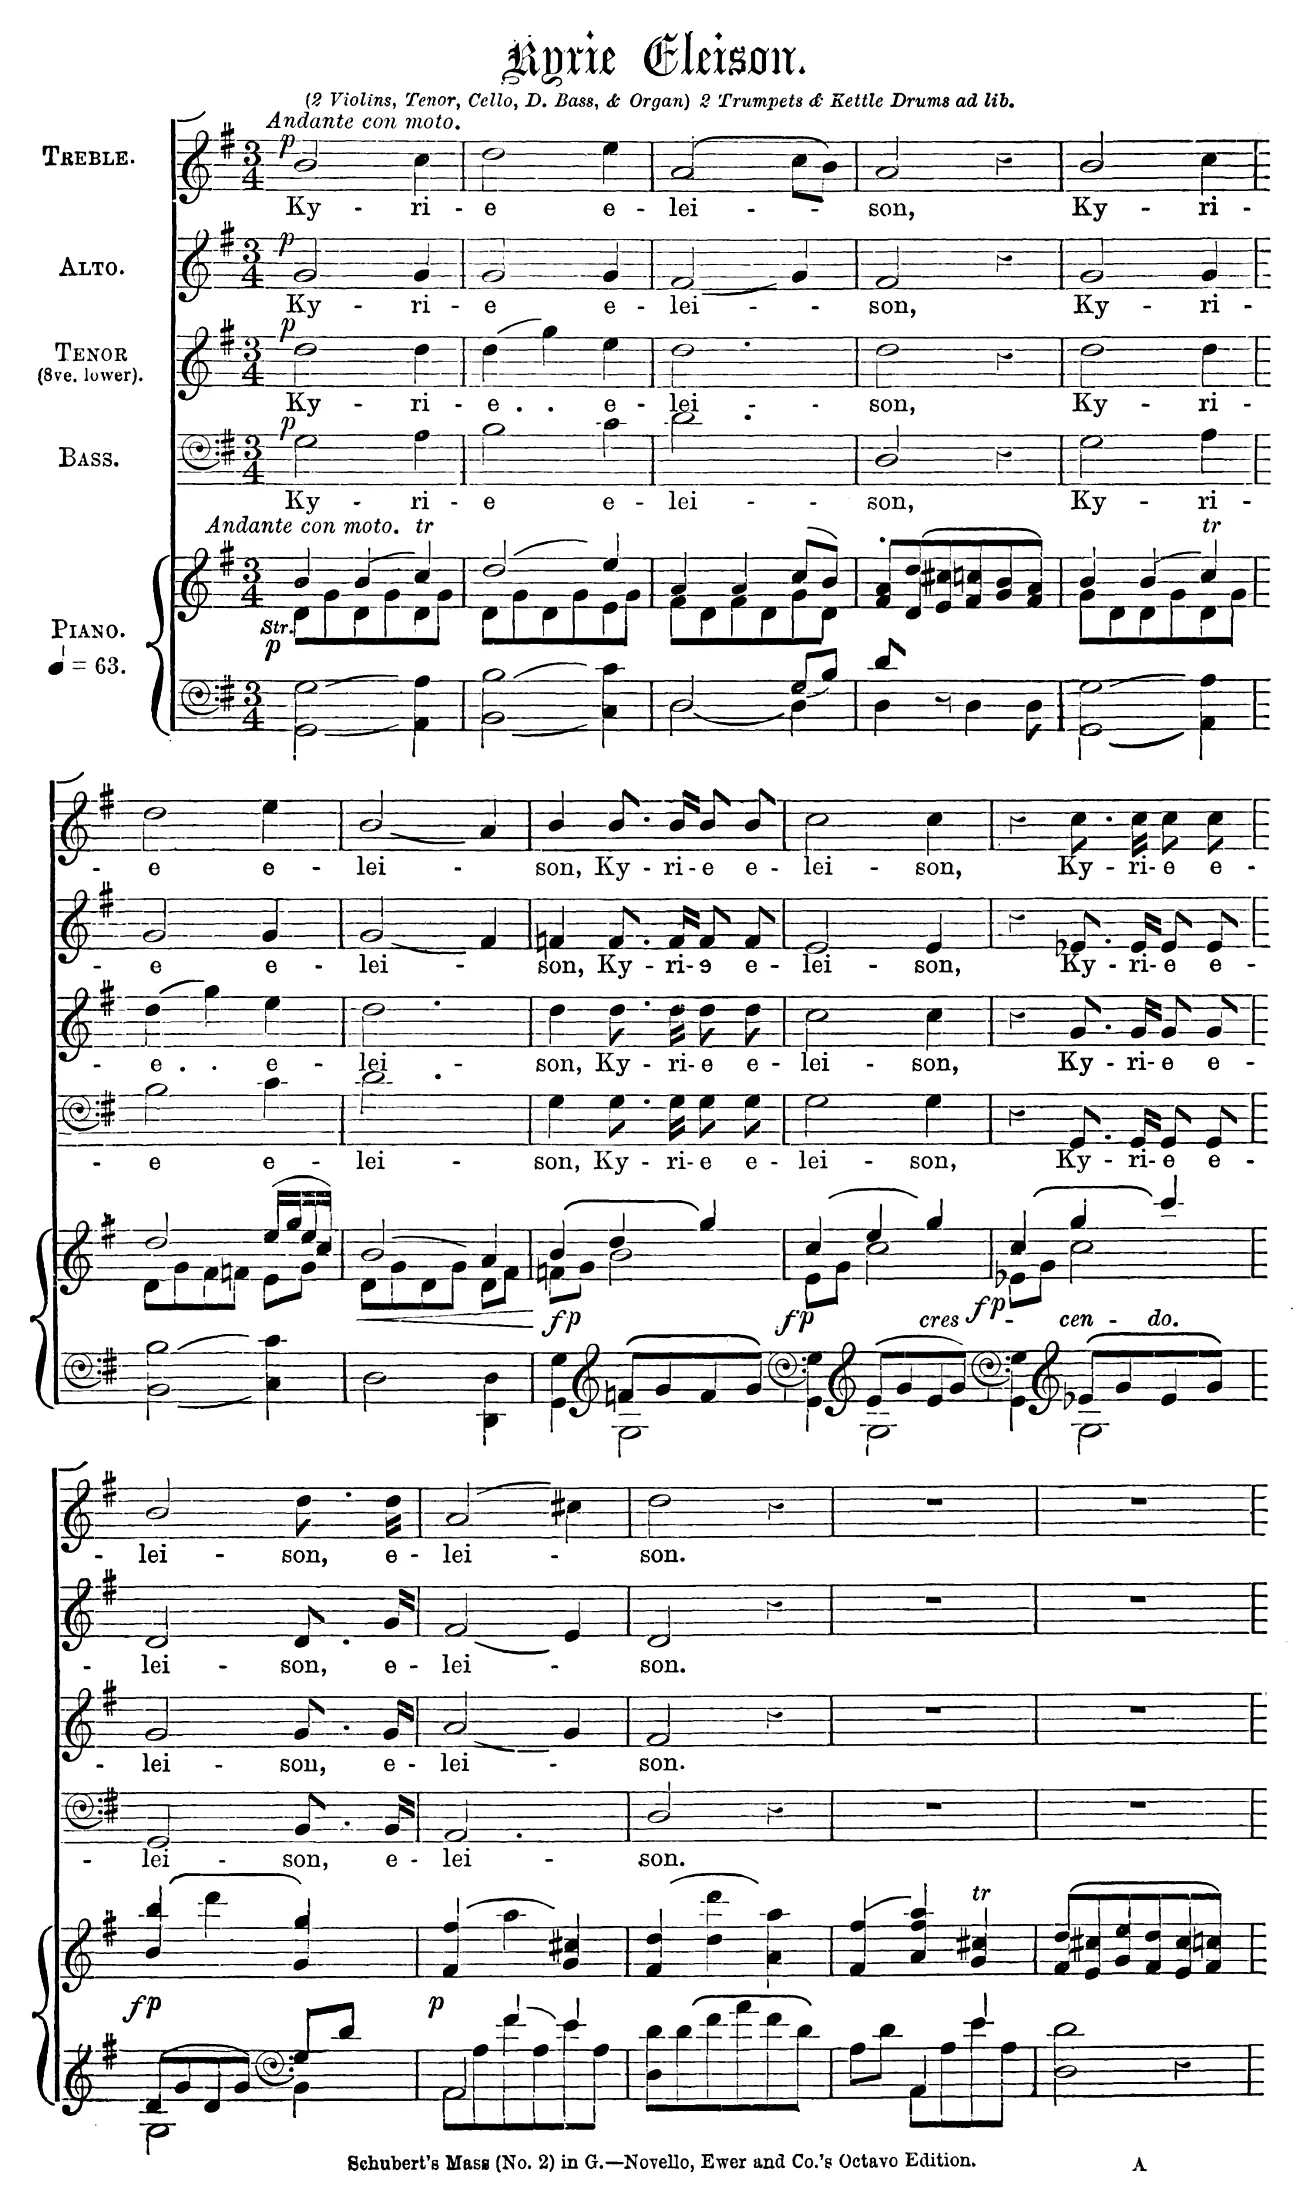 Kyrie Eleison.
(2 Violins, Tenor, Cello, D. Bass, & Organ) 2 Trumpets & Kettle Drums ad lib.
Andante con moto.
TREBLE.
p
Ky - ri - e e - lei - - son, Ky - ri -
ALTO.
p
Ky - ri - e e - lei - - son, Ky - ri -
TENOR
(8ve. lower).
p
Ky - ri - e . . e - lei - - son, Ky - ri -
BASS.
p
Ky - ri - e e - lei - - son, Ky - ri -
Andante con moto. tr tr
PIANO.
= 63.
Str.
p
- e e - lei - son, Ky - ri - e e - lei - son, Ky - ri - e e -
- e e - lei - son, Ky - ri - e e - lei - son, Ky - ri - e e -
- e . . e - lei - son, Ky - ri - e e - lei - son, Ky - ri - e e -
- e e - lei - son, Ky - ri - e e - lei - son, Ky - ri - e e -
fp fp cres - fp cen - do.
- lei - son, e - lei - son.
- lei - son, e - lei - son.
- lei - son, e - lei - son.
- lei - son, e - lei - son.
tr
fp p
Schubert's Mass (No. 2) in G.—Novello, Ewer and Co.'s Octavo Edition. A